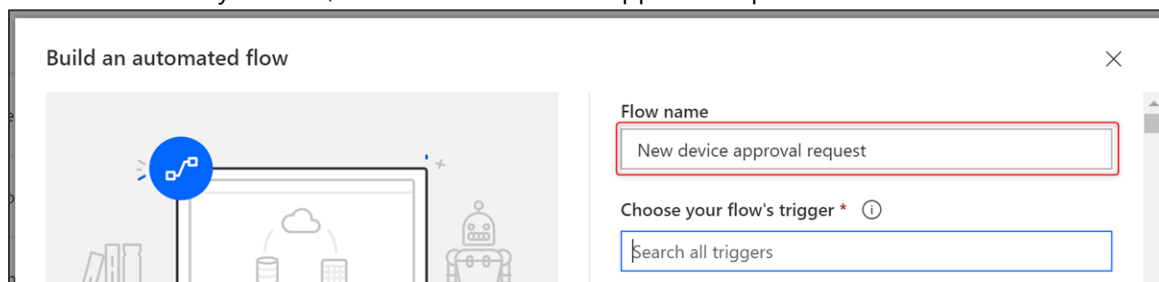 Build an automated flow
Flow name
New device approval request
Choose your flow's trigger *
Search all triggers